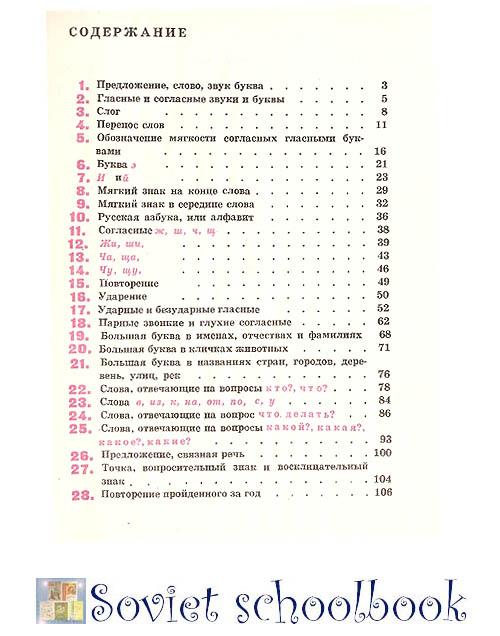 СОДЕРЖАНИЕ
1. Предложение, слово, звук буква . . . . . . . 3
2. Гласные и согласные звуки и буквы . . . . . . 5
3. Слог . . . . . . . . . . . 8
4. Перенос слов . . . . . . . . . . 11
5. Обозначение мягкости согласных гласными бук-
вами . . . . . . . . . . . . 16
6. Буква э . . . . . . . . . . . 21
7. И и й . . . . . . . . . . . 23
8. Мягкий знак на конце слова . . . . . . . 29
9. Мягкий знак в середине слова . . . . . . . 32
10. Русская азбука, или алфавит . . . . . . . 36
11. Согласные ж, ш, ч, щ . . . . . . . . 38
12. Жи, ши. . . . . . . . . . . 39
13. Ча, ща. . . . . . . . . . . 43
14. Чу, щу. . . . . . . . . . . 46
15. Повторение . . . . . . . . . . 49
16. Ударение . . . . . . . . . . 50
17. Ударные и безударные гласные . . . . . . 52
18. Парные звонкие и глухие согласные . . . . . 62
19. Большая буква в именах, отчествах и фамилиях 68
20. Большая буква в кличках животных . . . . . 71
21. Большая буква в названиях стран, городов, дере-
вень, улиц, рек . . . . . . . . . 76
22. Слова, отвечающие на вопросы кто?, что? . . . 78
23. Слова в, из, к, на, от, по, с, у . . . . . . 84
24. Слова, отвечающие на вопрос что делать? . . . 86
25. Слова, отвечающие на вопросы какой?, какая?,
какое?, какие? . . . . . . . . . 93
26. Предложение, связная речь . . . . . . . 100
27. Точка, вопросительный знак и восклицательный
знак . . . . . . . . . . . . 104
28. Повторение пройденного за год . . . . . . 106
Soviet schoolbook